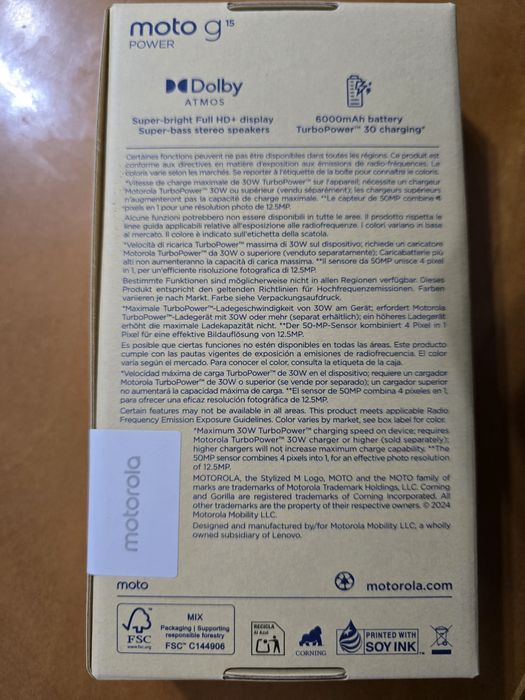 moto g 15
POWER
Dolby
ATMOS
Super-bright Full HD+ display
Super-bass stereo speakers
6000mAh battery
TurboPower™ 30 charging*
Certaines fonctions peuvent ne pas être disponibles dans toutes les régions. Ce produit est
conforme aux directives en matière d'exposition aux émissions de radio-fréquences. Le
coloris varie selon les marchés. Se reporter à l'étiquette de la boîte pour connaître le coloris.
*Vitesse de charge maximale de 30W TurboPower™ sur l'appareil; nécessite un chargeur
Motorola TurboPower™ 30W ou supérieur (vendu séparément); les chargeurs supérieurs
n'augmenteront pas la capacité de charge maximale. **Le capteur de 50MP combine 4
pixels en 1 pour une résolution photo de 12.5MP.
Alcune funzioni potrebbero non essere disponibili in tutte le aree. Il prodotto rispetta le
linee guida applicabili relative all'esposizione alle radiofrequenze. I colori variano in base
al mercato. Il colore è indicato sull'etichetta della scatola.
*Velocità di ricarica TurboPower™ massima di 30W sul dispositivo; richiede un caricatore
Motorola TurboPower™ da 30W o superiore (venduto separatamente); Caricabatterie più
alti non aumenteranno la capacità di carica massima. **Il sensore da 50MP unisce 4 pixel
in 1, per un'efficiente risoluzione fotografica di 12.5MP.
Bestimmte Funktionen sind möglicherweise nicht in allen Regionen verfügbar. Dieses
Produkt entspricht den geltenden Richtlinien für Hochfrequenzemissionen. Farben
variieren je nach Markt. Farbe siehe Verpackungsaufdruck.
*Maximale TurboPower™-Ladegeschwindigkeit von 30W am Gerät; erfordert Motorola
TurboPower™-Ladegerät mit 30W oder mehr (separat erhältlich); ein höheres Ladegerät
erhöht die maximale Ladekapazität nicht. **Der 50-MP-Sensor kombiniert 4 Pixel in 1
Pixel für eine effektive Bildauflösung von 12.5MP.
Es posible que ciertas funciones no estén disponibles en todas las áreas. Este producto
cumple con las pautas vigentes de exposición a emisiones de radiofrecuencia. El color
varía según el mercado. Para conocer el color, consulta la etiqueta de la caja.
*Velocidad máxima de carga TurboPower™ de 30W en el dispositivo; requiere un cargador
Motorola TurboPower™ de 30W o superior (se vende por separado); un cargador superior
no aumentará la capacidad máxima de carga. **El sensor de 50MP combina 4 pixeles en 1,
para ofrecer una eficaz resolución fotográfica de 12.5MP.
Certain features may not be available in all areas. This product meets applicable Radio
Frequency Emission Exposure Guidelines. Color varies by market, see box label for color.
*Maximum 30W TurboPower™ charging speed on device; requires
Motorola TurboPower™ 30W charger or higher (sold separately);
higher chargers will not increase maximum charge capability. **The
50MP sensor combines 4 pixels into 1, for an effective photo resolution
of 12.5MP.
MOTOROLA, the Stylized M Logo, MOTO and the MOTO family of
marks are trademarks of Motorola Trademark Holdings, LLC. Corning
and Gorilla are registered trademarks of Corning Incorporated. All
other trademarks are the property of their respective owners. © 2024
Motorola Mobility LLC.
Designed and manufactured by/for Motorola Mobility LLC, a wholly
owned subsidiary of Lenovo.
motorola
moto
motorola.com
FSC
www.fsc.org
MIX
Packaging | Supporting
responsible forestry
FSC™ C144906
RECICLA
Al Azul
CORNING
PRINTED WITH
SOY INK™